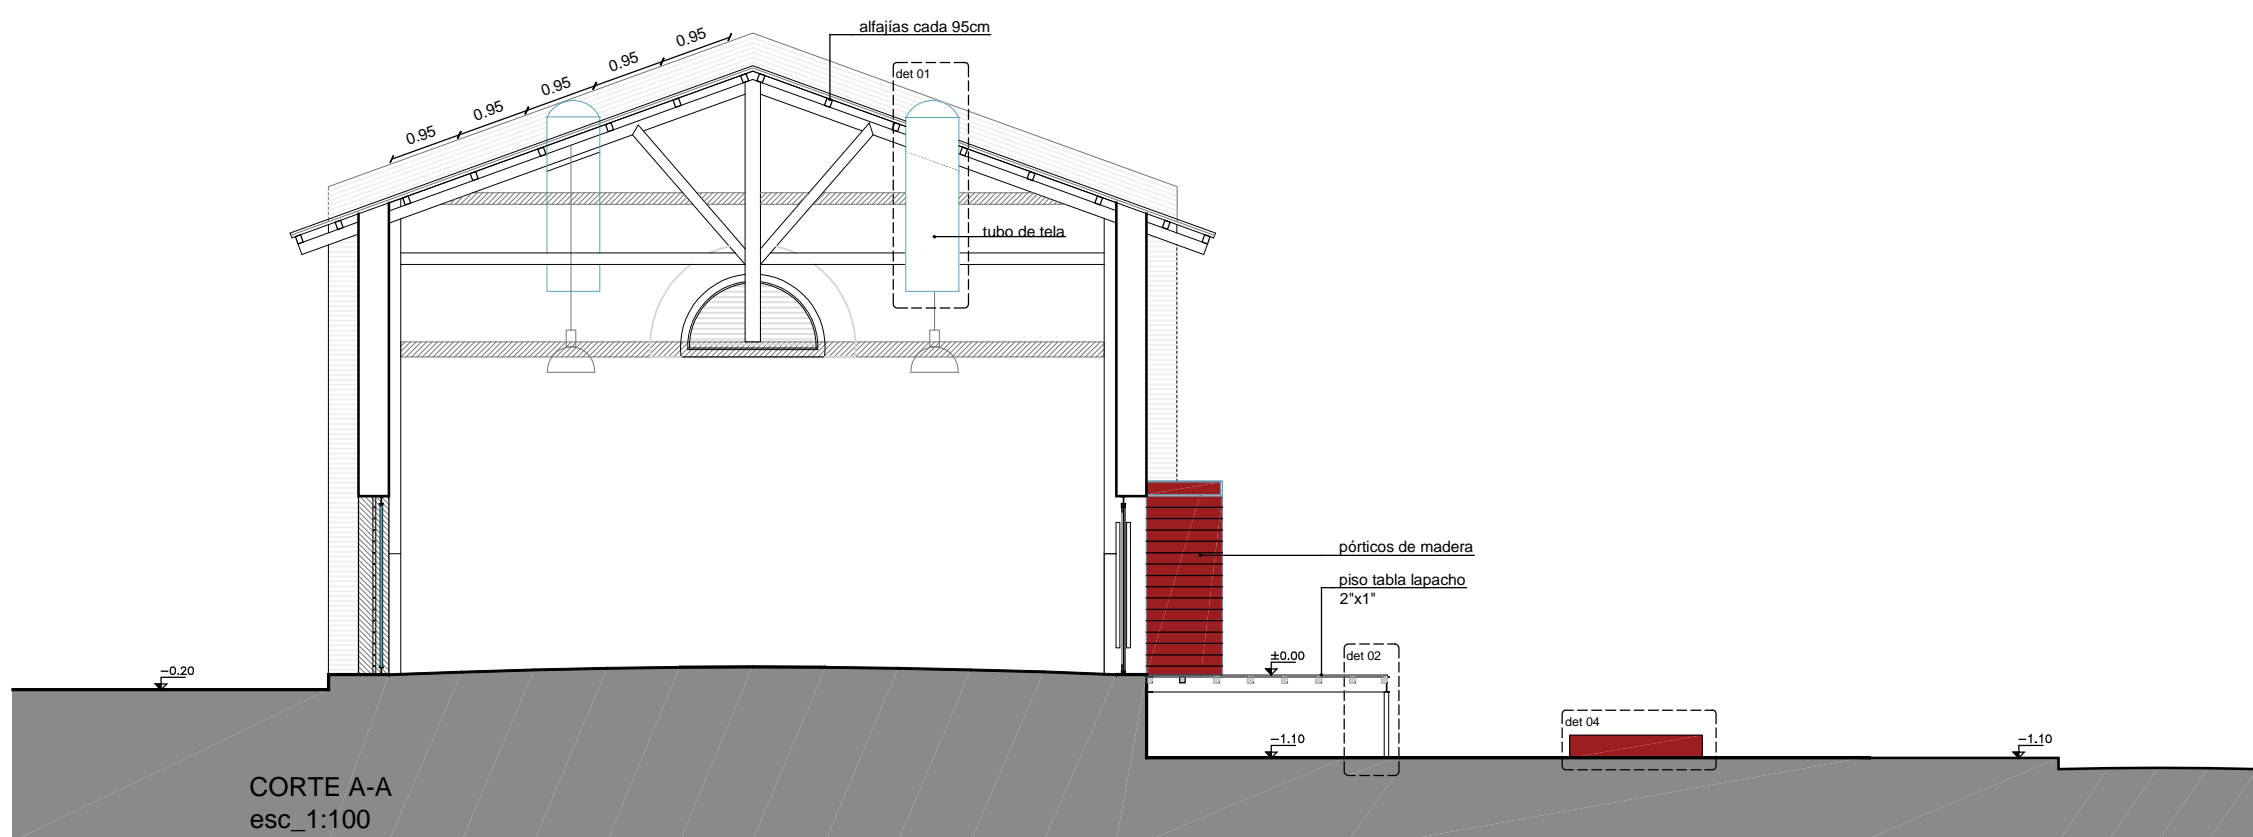 alfajías cada 95cm
0.95
0.95
0.95
0.95
0.95
det 01
tubo de tela
pórticos de madera
piso tabla lapacho
2"x1"
−0.20
±0.00
det 02
det 04
−1.10
−1.10
CORTE A-A
esc_1:100